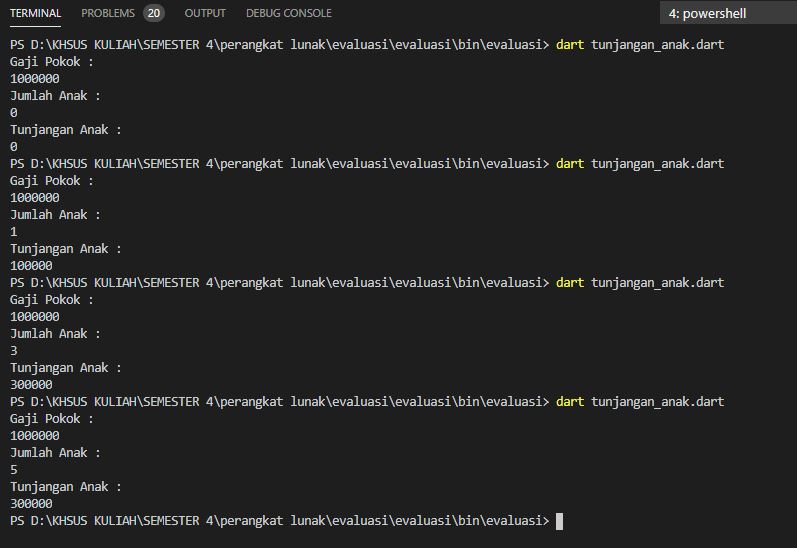 TERMINAL PROBLEMS 20 OUTPUT DEBUG CONSOLE 4: powershell
PS D:\KHSUS KULIAH\SEMESTER 4\perangkat lunak\evaluasi\evaluasi\bin\evaluasi> dart tunjangan_anak.dart
Gaji Pokok :
1000000
Jumlah Anak :
0
Tunjangan Anak :
0
PS D:\KHSUS KULIAH\SEMESTER 4\perangkat lunak\evaluasi\evaluasi\bin\evaluasi> dart tunjangan_anak.dart
Gaji Pokok :
1000000
Jumlah Anak :
1
Tunjangan Anak :
100000
PS D:\KHSUS KULIAH\SEMESTER 4\perangkat lunak\evaluasi\evaluasi\bin\evaluasi> dart tunjangan_anak.dart
Gaji Pokok :
1000000
Jumlah Anak :
3
Tunjangan Anak :
300000
PS D:\KHSUS KULIAH\SEMESTER 4\perangkat lunak\evaluasi\evaluasi\bin\evaluasi> dart tunjangan_anak.dart
Gaji Pokok :
1000000
Jumlah Anak :
5
Tunjangan Anak :
300000
PS D:\KHSUS KULIAH\SEMESTER 4\perangkat lunak\evaluasi\evaluasi\bin\evaluasi>